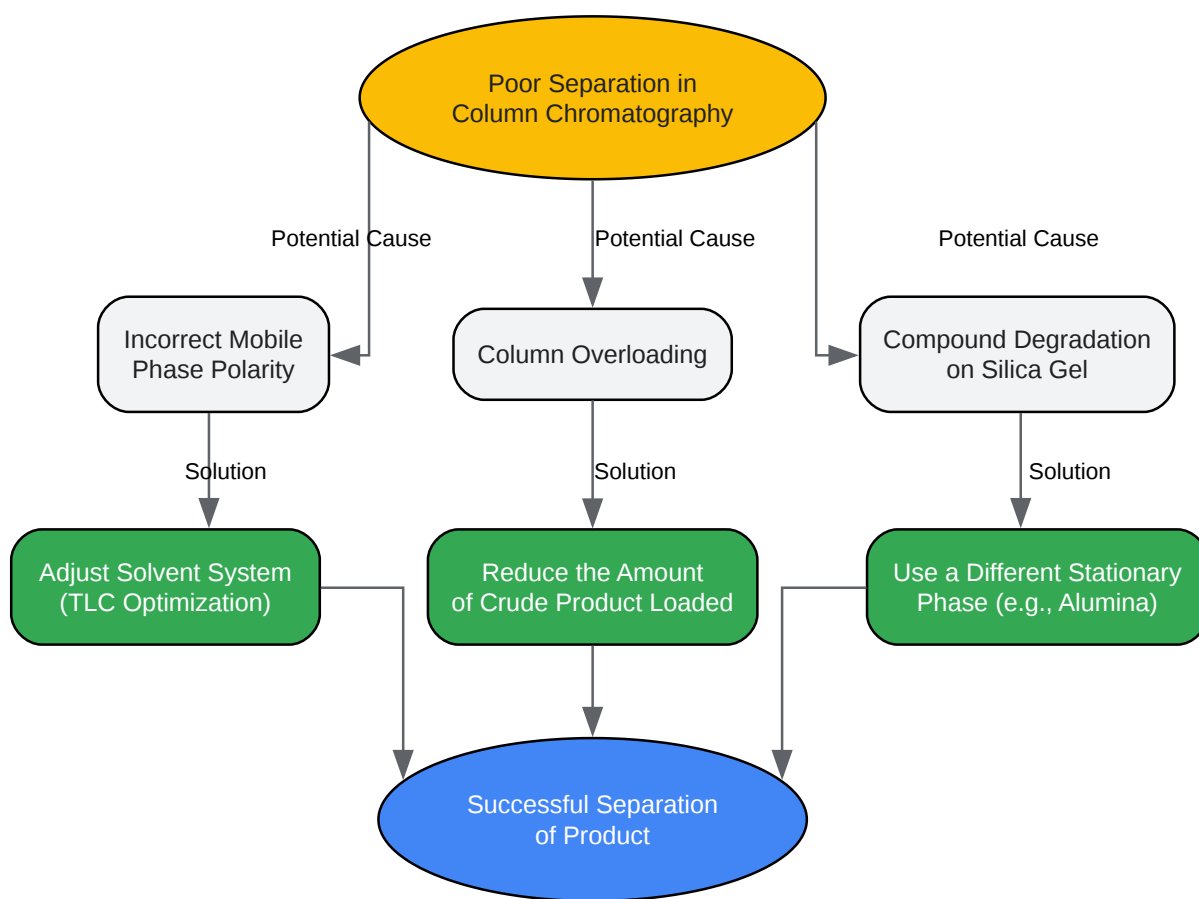 Poor Separation in
Column Chromatography
Potential Cause
Potential Cause
Potential Cause
Incorrect Mobile
Phase Polarity
Column Overloading
Compound Degradation
on Silica Gel
Solution
Solution
Solution
Adjust Solvent System
(TLC Optimization)
Reduce the Amount
of Crude Product Loaded
Use a Different Stationary
Phase (e.g., Alumina)
Successful Separation
of Product